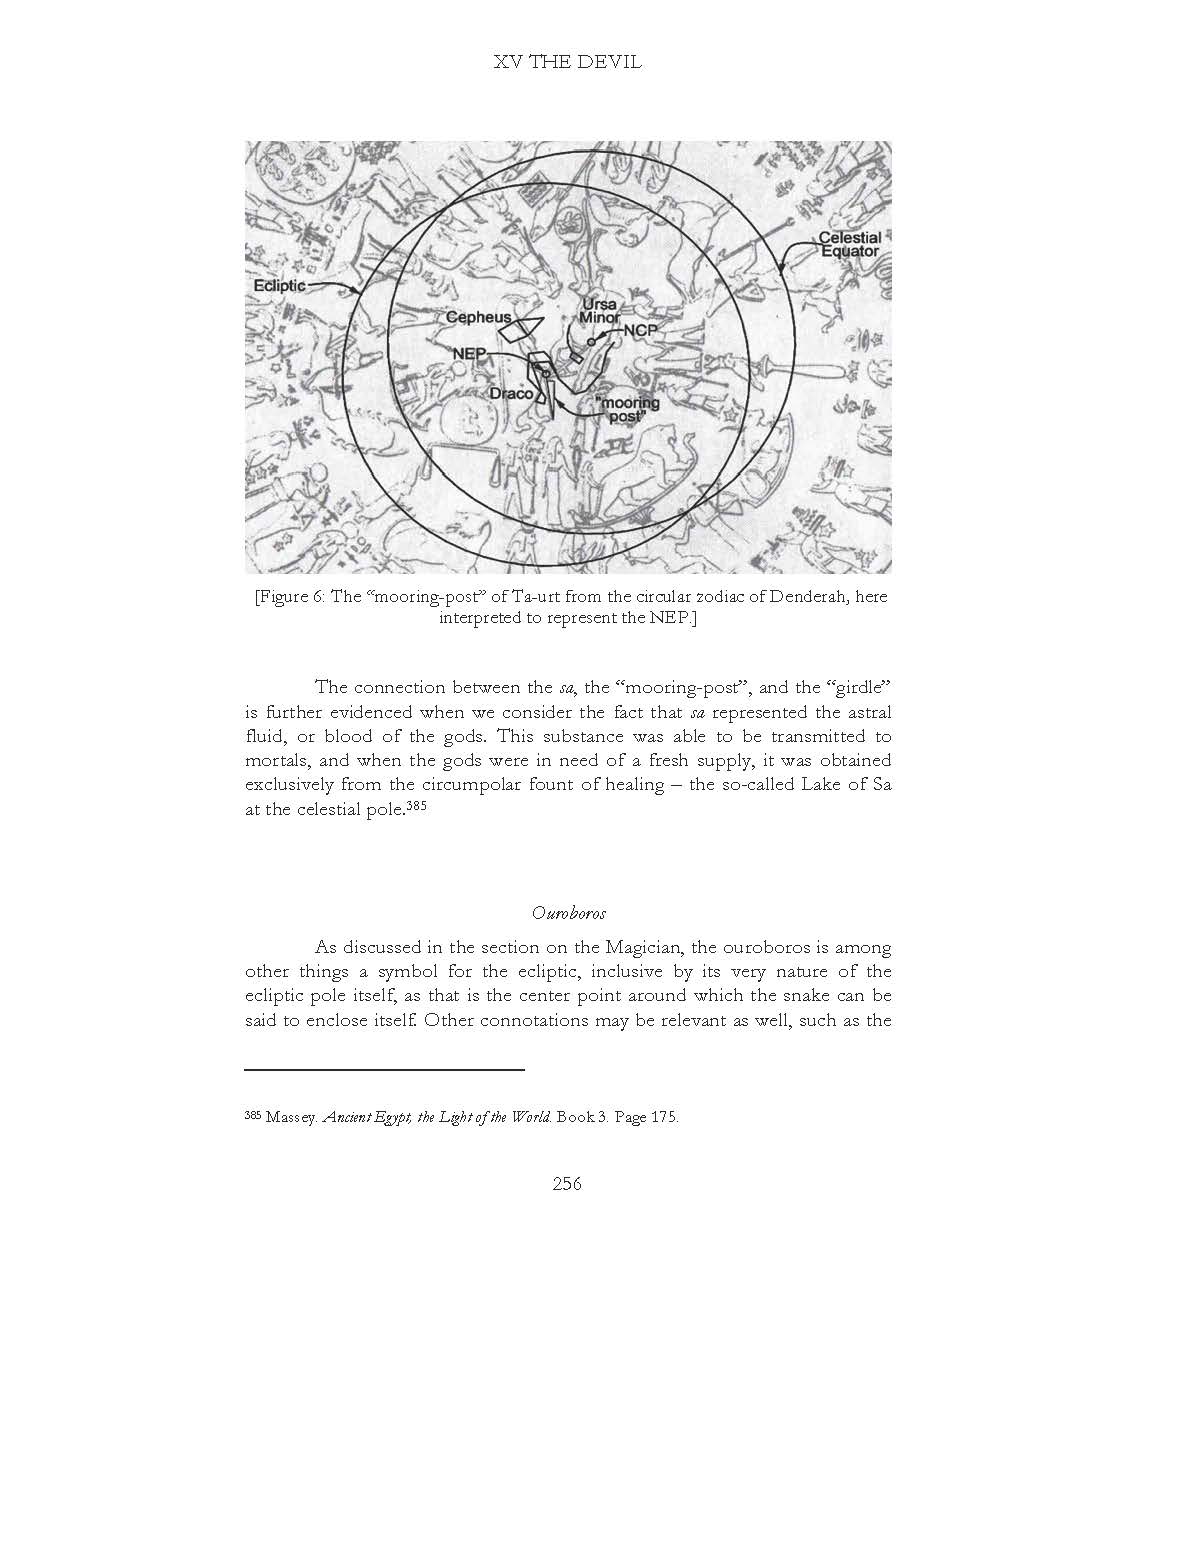 XV THE DEVIL
Celestial
Equator
Ecliptic
Ursa
Minor
Cepheus
NCP
NEP
Draco
"mooring
post"
[Figure 6: The “mooring-post” of Ta-urt from the circular zodiac of Denderah, here
interpreted to represent the NEP.]
The connection between the sa, the “mooring-post”, and the “girdle”
is further evidenced when we consider the fact that sa represented the astral
fluid, or blood of the gods. This substance was able to be transmitted to
mortals, and when the gods were in need of a fresh supply, it was obtained
exclusively from the circumpolar fount of healing – the so-called Lake of Sa
at the celestial pole.385
Ouroboros
As discussed in the section on the Magician, the ouroboros is among
other things a symbol for the ecliptic, inclusive by its very nature of the
ecliptic pole itself, as that is the center point around which the snake can be
said to enclose itself. Other connotations may be relevant as well, such as the
385 Massey. Ancient Egypt, the Light of the World. Book 3. Page 175.
256